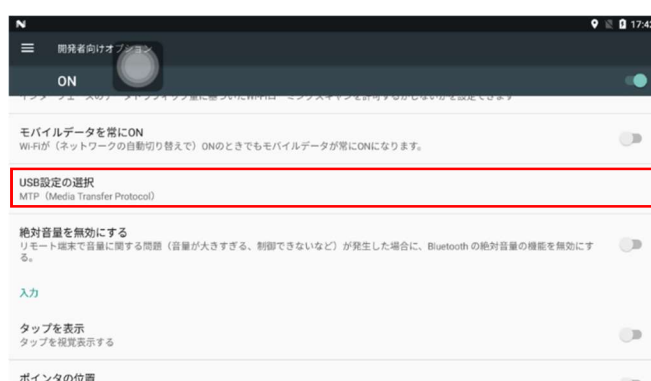 17:42
開発者向けオプション
ON
モバイルデータを常にON
Wi-Fiが（ネットワークの自動切り替えで）ONのときでもモバイルデータが常にONになります。
USB設定の選択
MTP（Media Transfer Protocol）
絶対音量を無効にする
リモート端末で音量に関する問題（音量が大きすぎる、制御できないなど）が発生した場合に、Bluetooth の絶対音量の機能を無効にす
る。
入力
タップを表示
タップを視覚表示する
ポインタの位置